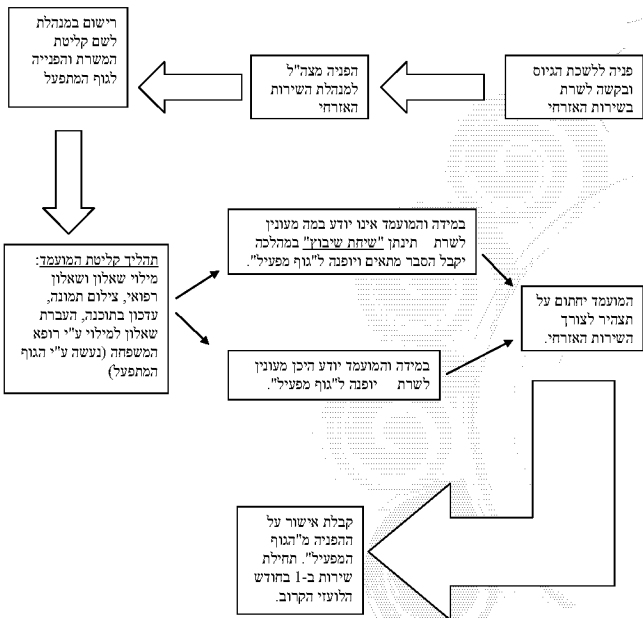 פניה ללשכת הגיוס
ובקשה לשרת
בשירות האזרחי
הפניה מצה"ל
למנהלת השירות
האזרחי
רישום במנהלת
לשם קליטת
המשרת והפנייה
לגוף המתפעל
תהליך קליטת המועמד:
מילוי שאלון ושאלון
רפואי, צילום תמונה,
עדכון בתוכנה, העברת
שאלון למילוי ע"י רופא
המשפחה (נעשה ע"י הגוף
המתפעל)
במידה והמועמד אינו יודע במה מעונין
לשרת תינתן "שיחת שיבוץ" במהלכה
יקבל הסבר מתאים ויופנה ל"גוף מפעיל".
במידה והמועמד יודע היכן מעונין
לשרת יופנה ל"גוף מפעיל".
המועמד יחתום על
תצהיר לצורך
השירות האזרחי.
קבלת אישור על
ההפניה מ"הגוף
המפעיל". תחילת
שירות ב-1 בחודש
הלועזי הקרוב.